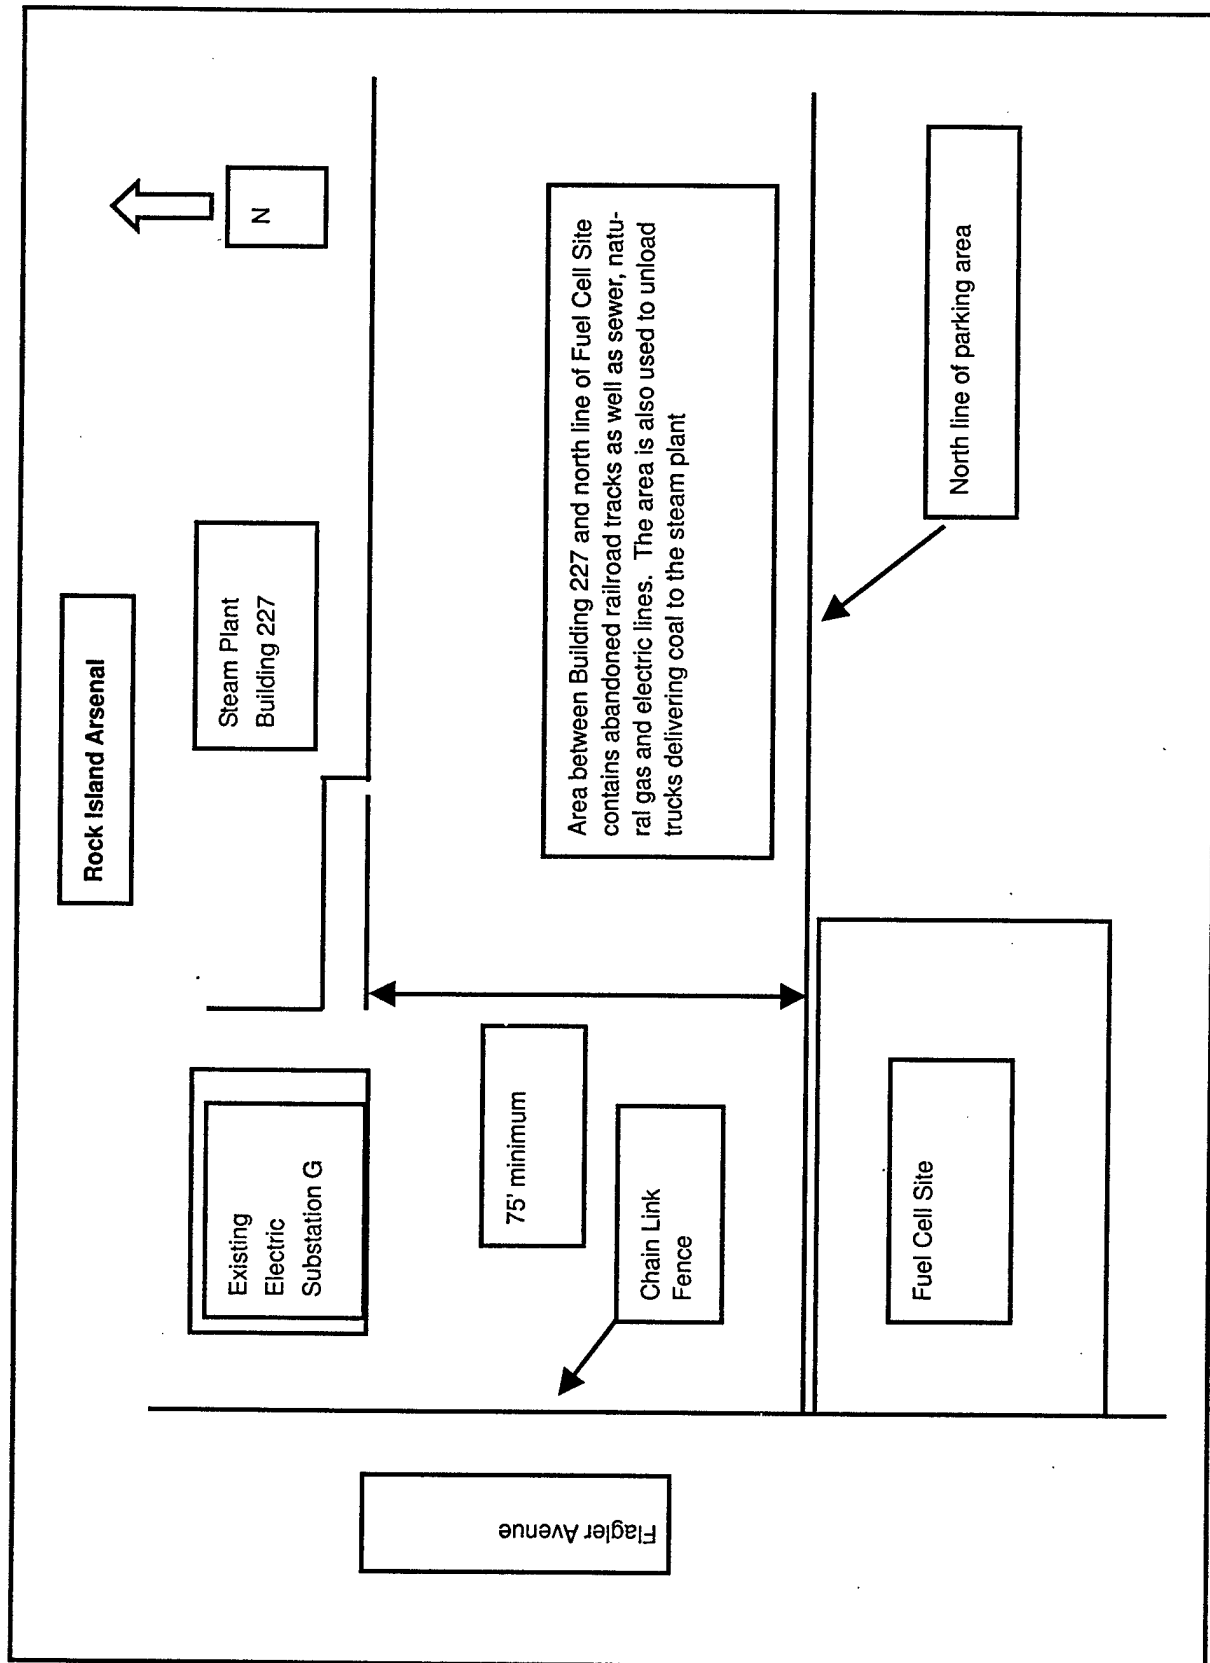 Rock Island Arsenal
N
Steam Plant
Building 227
Existing
Electric
Substation G
75' minimum
Chain Link
Fence
Flagler Avenue
Area between Building 227 and north line of Fuel Cell Site
contains abandoned railroad tracks as well as sewer, natu-
ral gas and electric lines.  The area is also used to unload
trucks delivering coal to the steam plant
North line of parking area
Fuel Cell Site